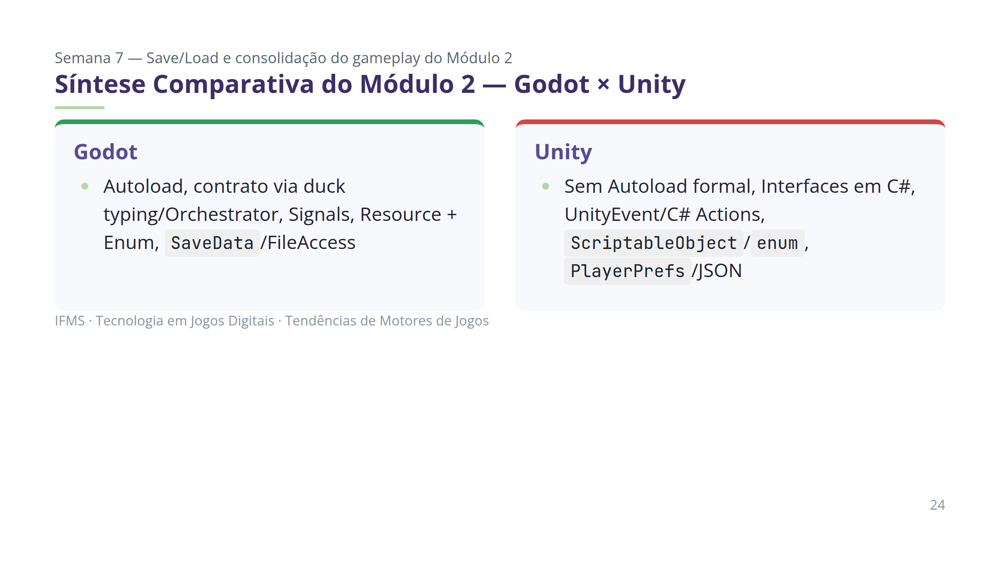 Semana 7 — Save/Load e consolidação do gameplay do Módulo 2
Síntese Comparativa do Módulo 2 — Godot × Unity
Godot
Autoload, contrato via duck
typing/Orchestrator, Signals, Resource +
Enum, SaveData/FileAccess
Unity
Sem Autoload formal, Interfaces em C#,
UnityEvent/C# Actions,
ScriptableObject/enum,
PlayerPrefs/JSON
IFMS · Tecnologia em Jogos Digitais · Tendências de Motores de Jogos
24